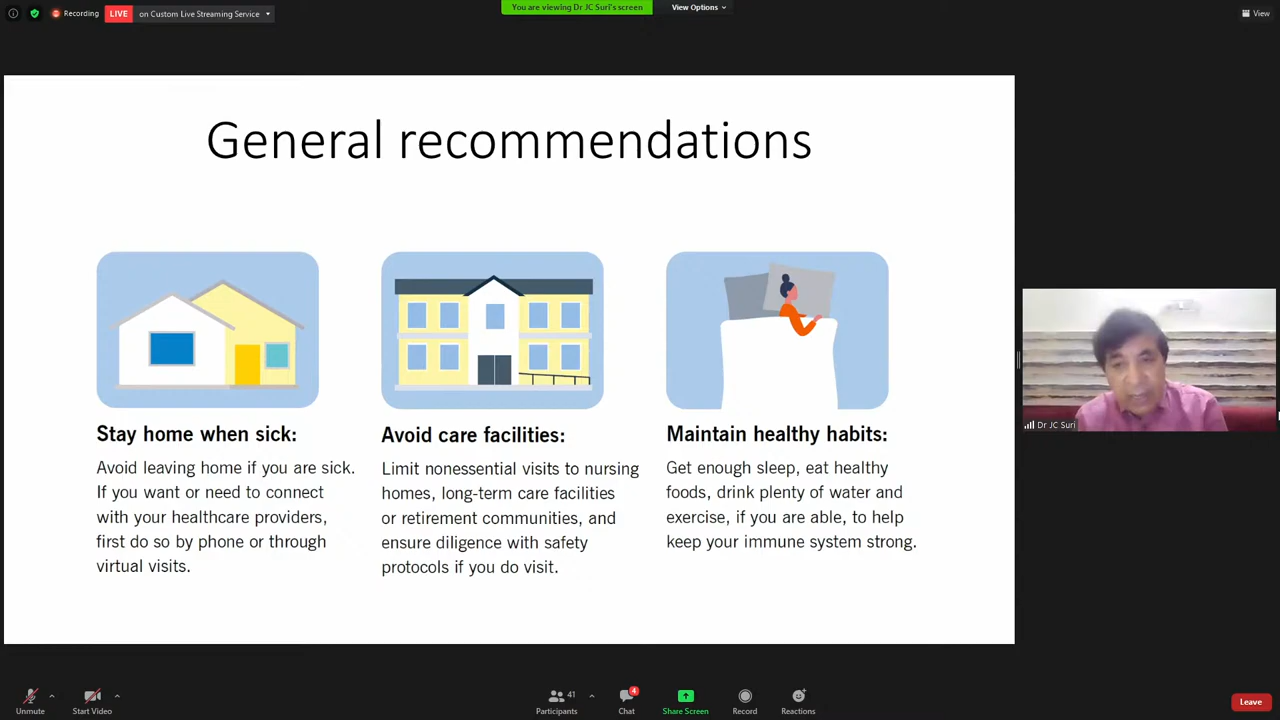 Recording
LIVE
on Custom Live Streaming Service
You are viewing Dr JC Suri's screen
View Options
View
General recommendations
Stay home when sick:
Avoid leaving home if you are sick.
If you want or need to connect
with your healthcare providers,
first do so by phone or through
virtual visits.
Avoid care facilities:
Limit nonessential visits to nursing
homes, long-term care facilities
or retirement communities, and
ensure diligence with safety
protocols if you do visit.
Maintain healthy habits:
Get enough sleep, eat healthy
foods, drink plenty of water and
exercise, if you are able, to help
keep your immune system strong.
Dr JC Suri
Unmute
Start Video
41
Participants
4
Chat
Share Screen
Record
Reactions
Leave